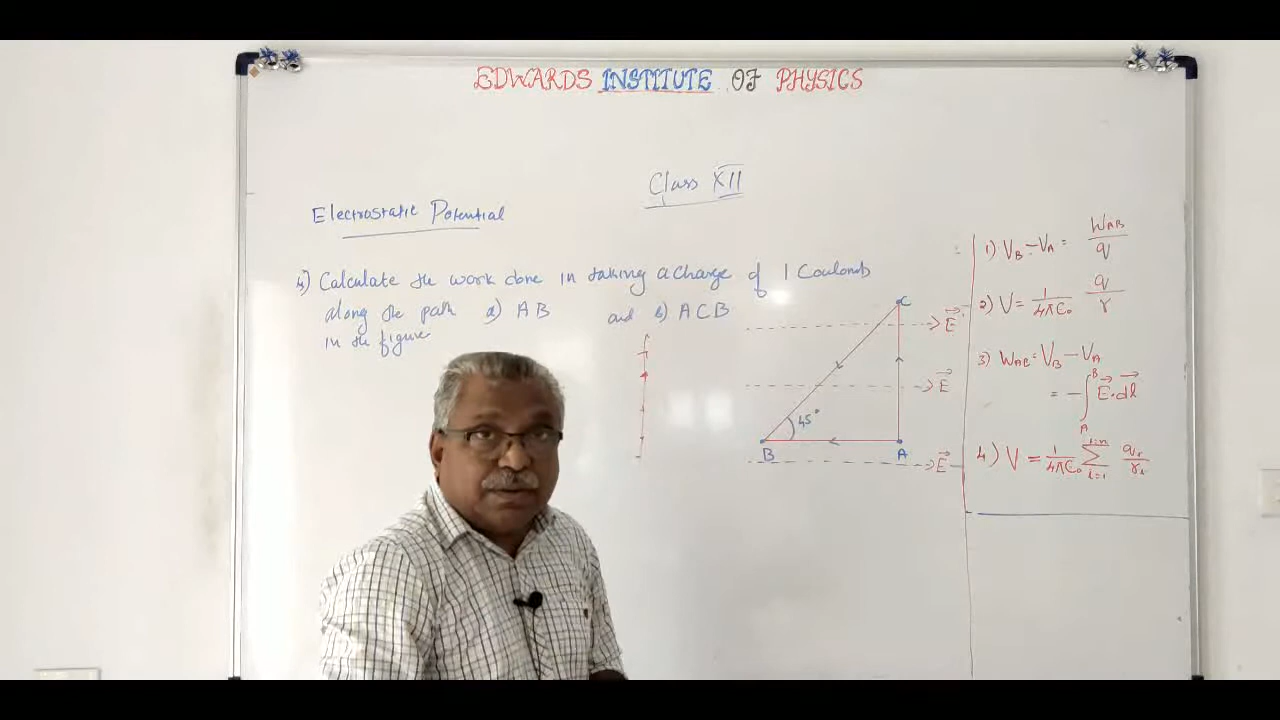 EDWARDS INSTITUTE OF PHYSICS
Class XII
Electrostatic Potential
4) Calculate the work done in taking a charge of 1 Coulomb
along the path a) AB and b) ACB
in the figure
C
E⃗
E⃗
45°
B
A
E⃗
1) V_B - V_A = W_AB / q
2) V = 1/4πϵ₀ q/r
3) W_AB = V_B - V_A
= - ∫_A^B E⃗ · dl⃗
4) V = 1/4πϵ₀ Σ_{i=1}^{i=n} q_i/r_i